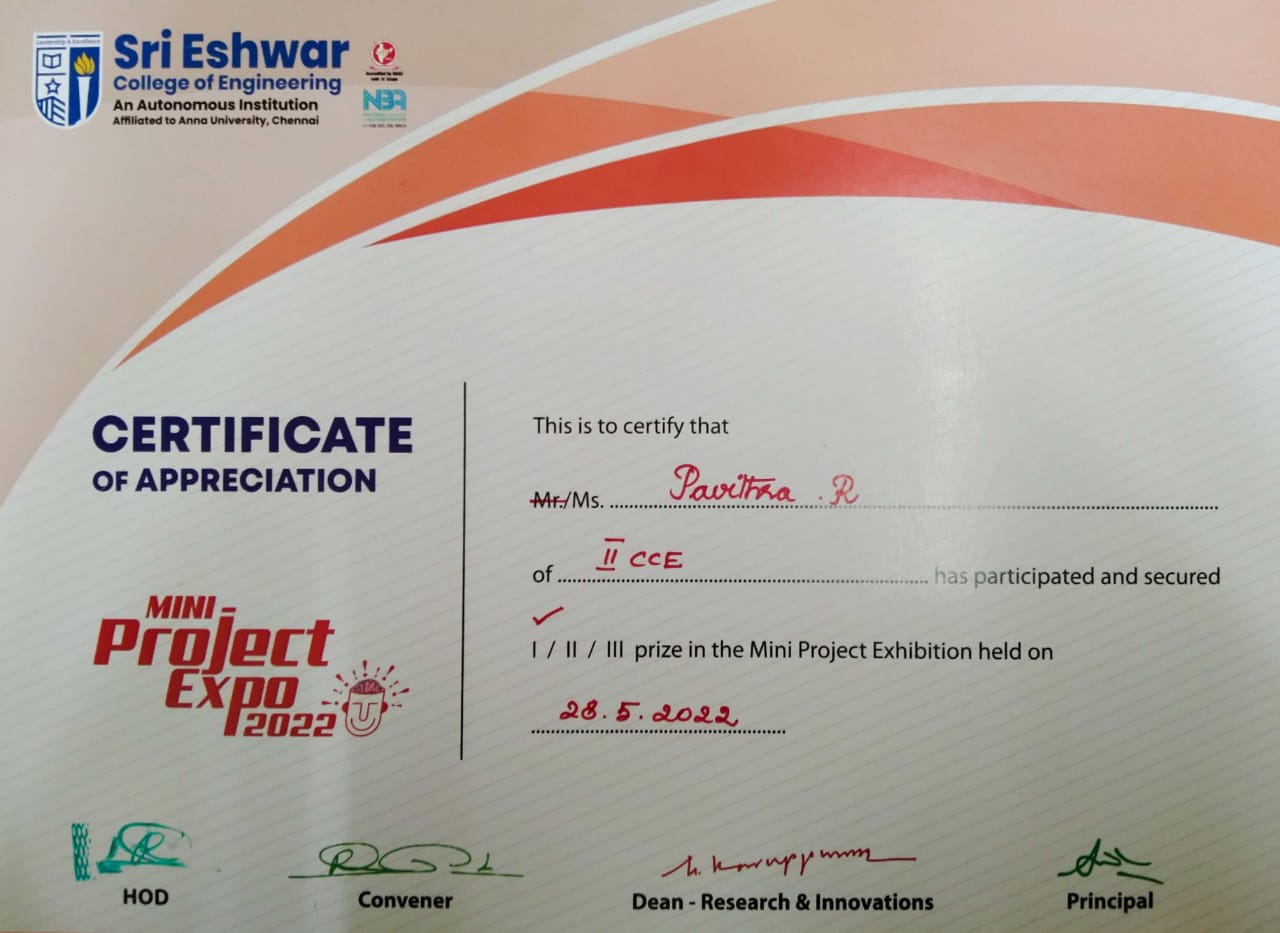 Leadership & Excellence
Sri Eshwar
College of Engineering
An Autonomous Institution
Affiliated to Anna University, Chennai
Accredited by NAAC
with 'A' Grade
NBA
CERTIFICATE
OF APPRECIATION
MINI -
Project
Expo
2022
This is to certify that
Mr./Ms. Pavithra .R
of II CCE has participated and secured
✓
I / II / III prize in the Mini Project Exhibition held on
28.5.2022
HOD
Convener
Dean - Research & Innovations
Principal